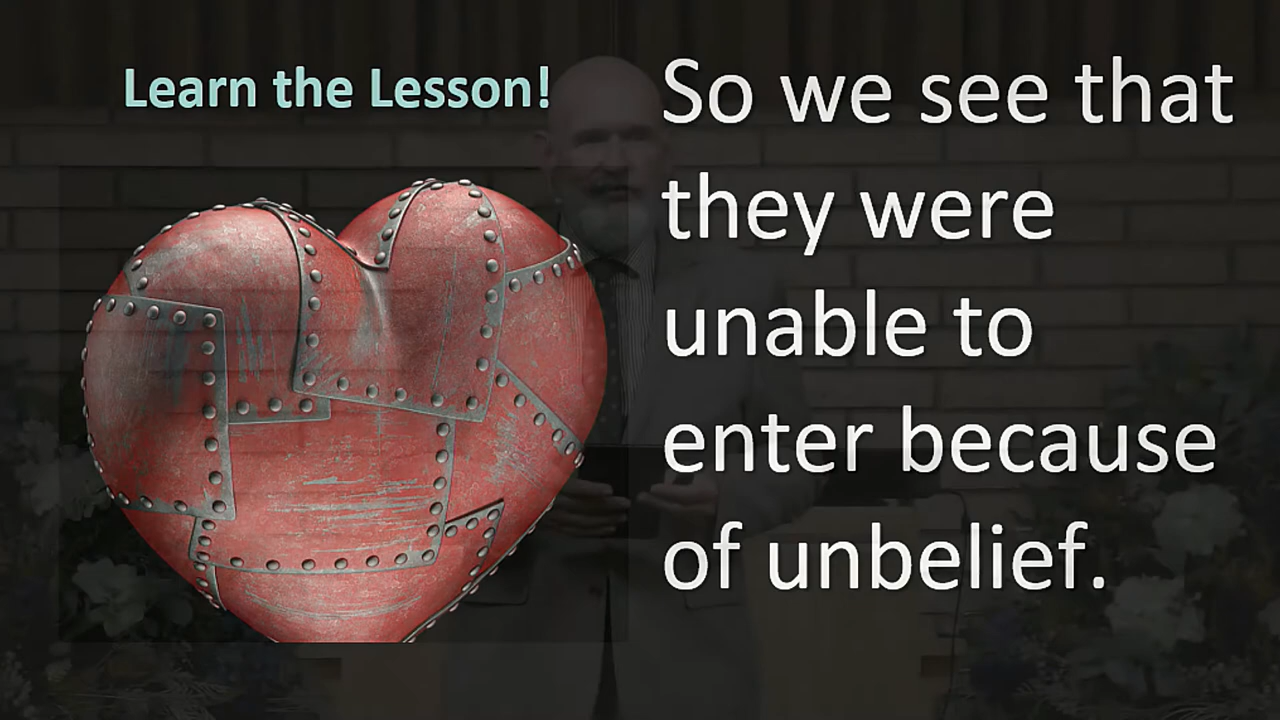 Learn the Lesson!
So we see that
they were
unable to
enter because
of unbelief.